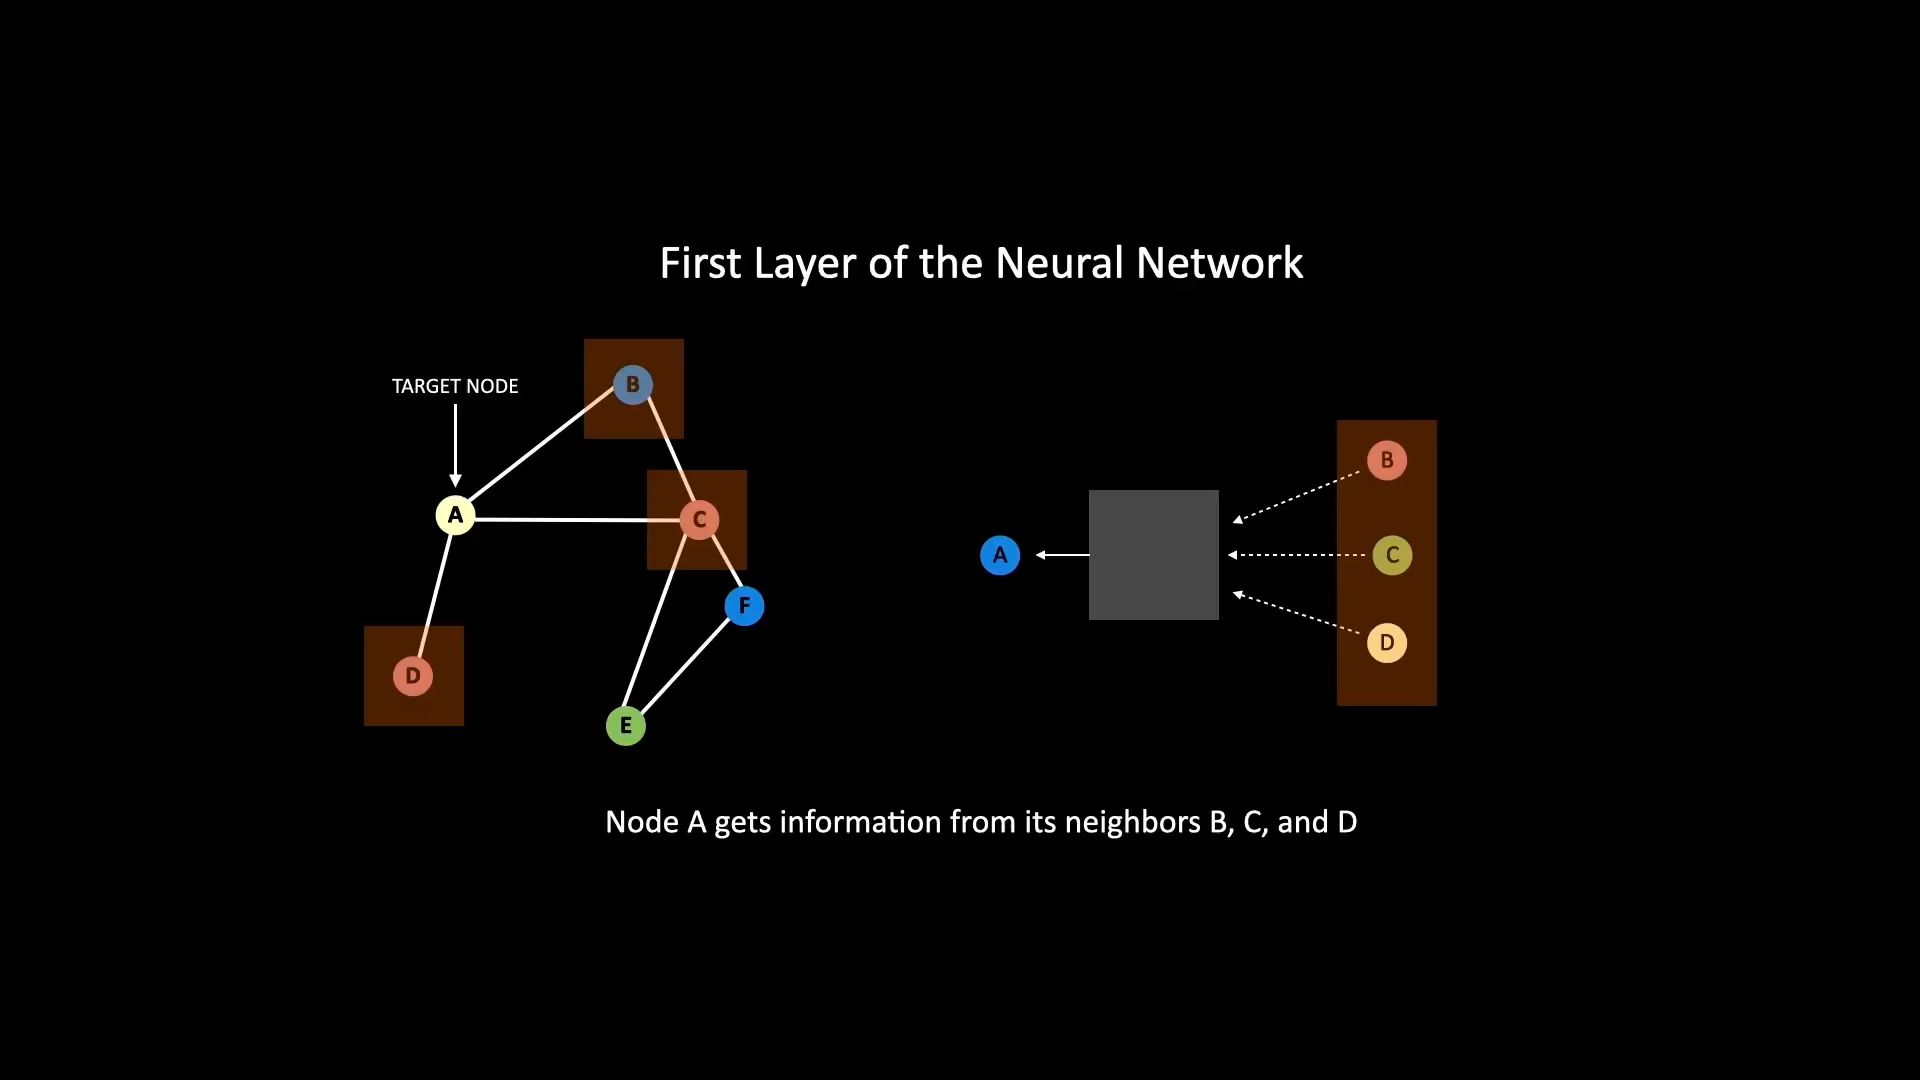 First Layer of the Neural Network
TARGET NODE
B
A
C
F
D
E
B
A
C
D
Node A gets information from its neighbors B, C, and D